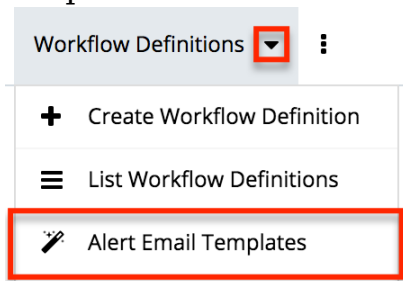 Workflow Definitions
Create Workflow Definition
List Workflow Definitions
Alert Email Templates